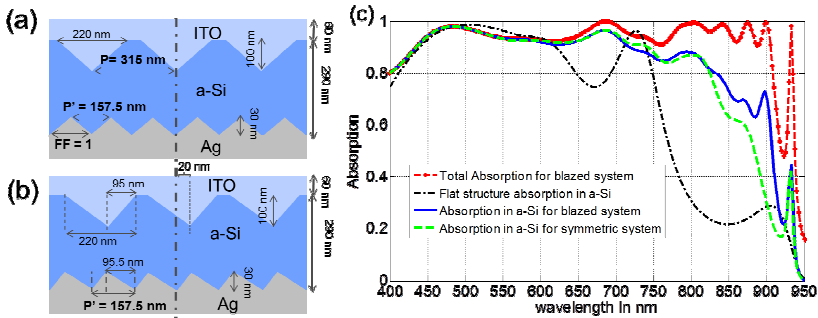 (a)
ITO
60 nm
220 nm
100 nm
P= 315 nm
290 nm
a-Si
P' = 157.5 nm
30 nm
FF = 1
Ag
(b)
20 nm
95 nm
ITO
60 nm
100 nm
220 nm
a-Si
290 nm
95.5 nm
30 nm
P' = 157.5 nm
Ag
(c)
Absorption
1
0.8
0.6
0.4
0.2
0
Total Absorption for blazed system
Flat structure absorption in a-Si
Absorption in a-Si for blazed system
Absorption in a-Si for symmetric system
400 450 500 550 600 650 700 750 800 850 900 950
wavelength In nm